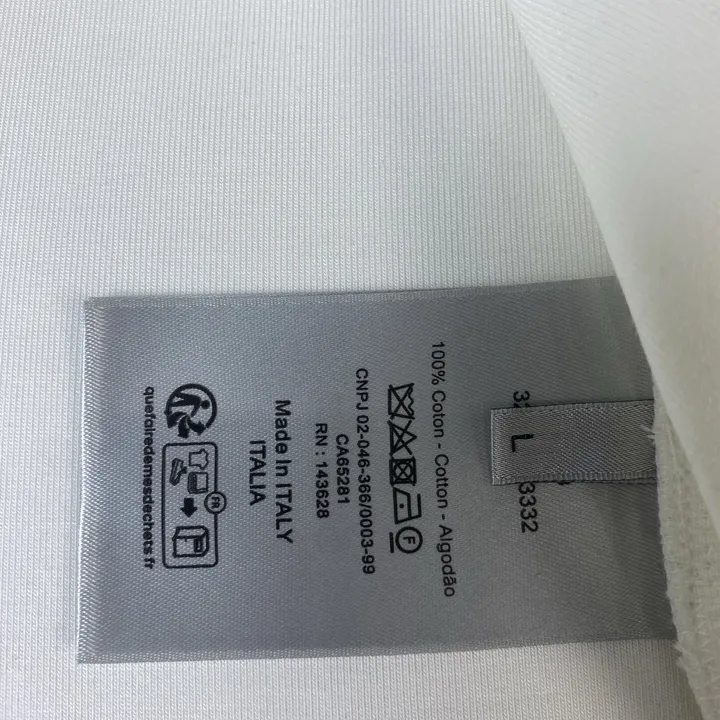 L
3332
100% Coton - Cotton - Algodão
F
CNPJ 02-046-366/0003-99
CA65281
RN : 143628
Made In ITALY
ITALIA
FR
quefairedemesdechets.fr